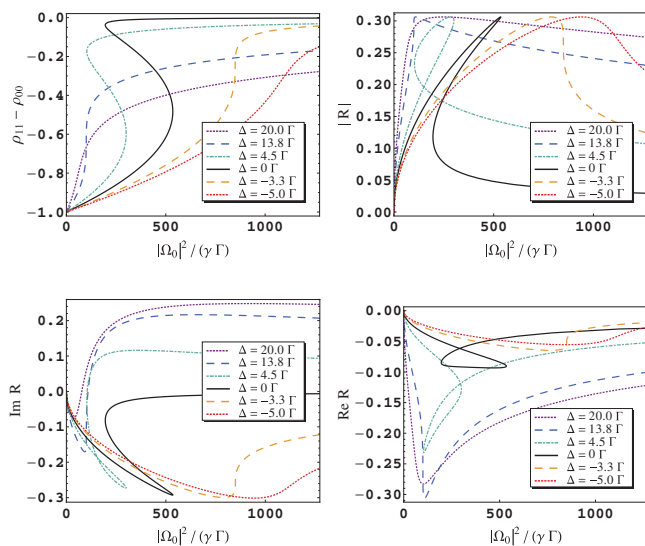 0.0
-0.2
-0.4
-0.6
-0.8
-1.0
ρ11 − ρ00
Δ = 20.0 Γ
Δ = 13.8 Γ
Δ = 4.5 Γ
Δ = 0 Γ
Δ = −3.3 Γ
Δ = −5.0 Γ
0 500 1000
|Ω0|² / (γ Γ)
0.30
0.25
0.20
0.15
0.10
0.05
0.00
| R |
Δ = 20.0 Γ
Δ = 13.8 Γ
Δ = 4.5 Γ
Δ = 0 Γ
Δ = −3.3 Γ
Δ = −5.0 Γ
0 500 1000
|Ω0|² / (γ Γ)
0.2
0.1
0.0
-0.1
-0.2
-0.3
Im R
Δ = 20.0 Γ
Δ = 13.8 Γ
Δ = 4.5 Γ
Δ = 0 Γ
Δ = −3.3 Γ
Δ = −5.0 Γ
0 500 1000
|Ω0|² / (γ Γ)
0.00
-0.05
-0.10
-0.15
-0.20
-0.25
-0.30
Re R
Δ = 20.0 Γ
Δ = 13.8 Γ
Δ = 4.5 Γ
Δ = 0 Γ
Δ = −3.3 Γ
Δ = −5.0 Γ
0 500 1000
|Ω0|² / (γ Γ)